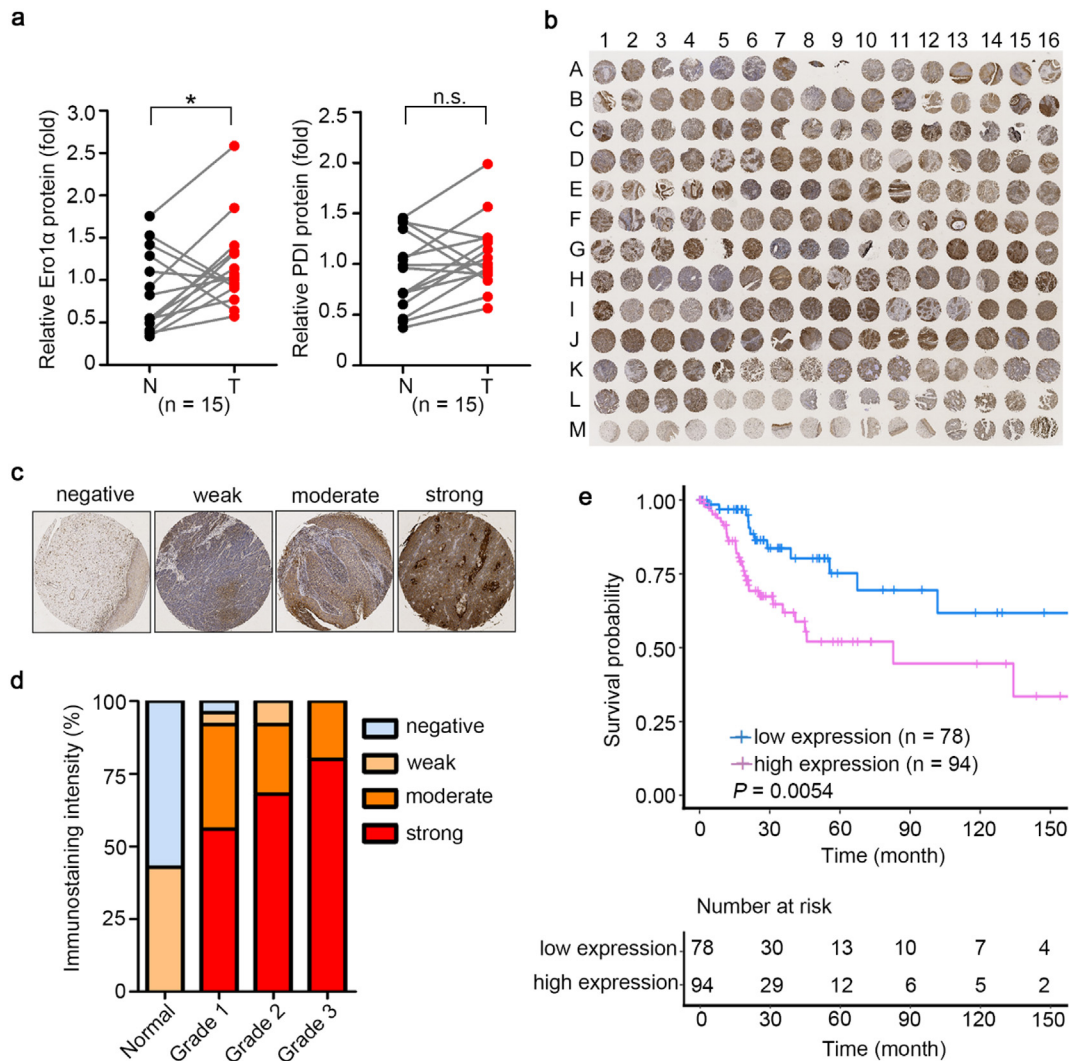 a
*
Relative Ero1α protein (fold)
3.0
2.5
2.0
1.5
1.0
0.5
0
N
T
(n = 15)
n.s.
Relative PDI protein (fold)
2.5
2.0
1.5
1.0
0.5
0
N
T
(n = 15)
b
1 2 3 4 5 6 7 8 9 10 11 12 13 14 15 16
A
B
C
D
E
F
G
H
I
J
K
L
M
c
negative weak moderate strong
d
Immunostaining intensity (%)
100
75
50
25
0
Normal
Grade 1
Grade 2
Grade 3
negative
weak
moderate
strong
e
Survival probability
1.00
0.75
0.50
0.25
0.00
low expression (n = 78)
high expression (n = 94)
P = 0.0054
0 30 60 90 120 150
Time (month)
Number at risk
low expression 78 30 13 10 7 4
high expression 94 29 12 6 5 2
0 30 60 90 120 150
Time (month)